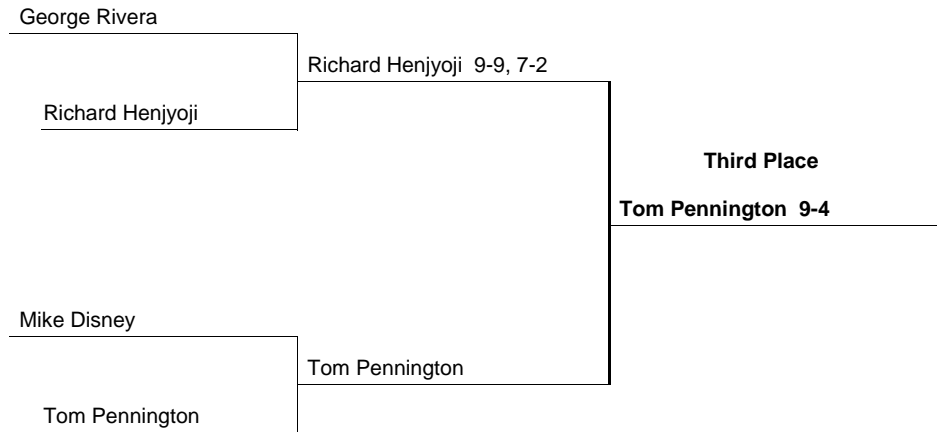 George Rivera
Richard Henjyoji 9-9, 7-2
Richard Henjyoji
Third Place
Tom Pennington 9-4
Mike Disney
Tom Pennington
Tom Pennington